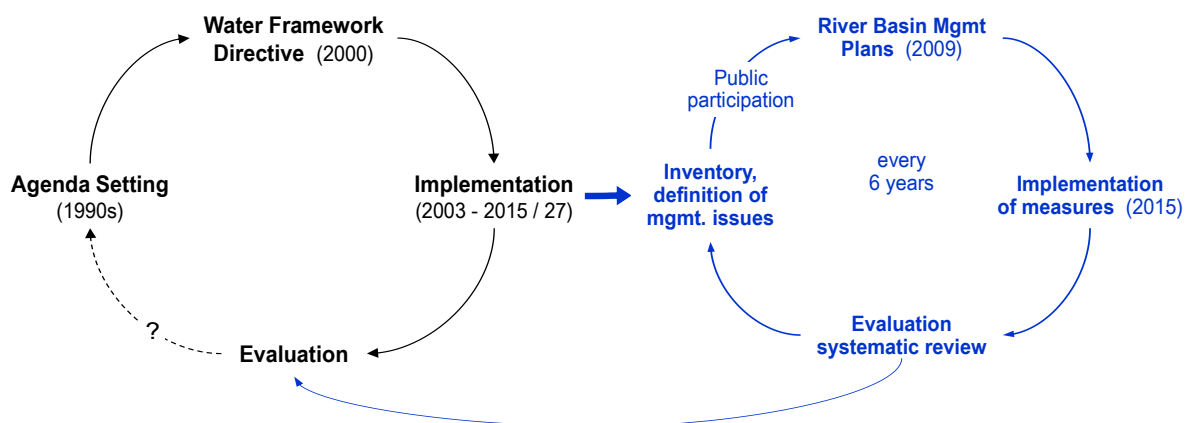 Water Framework
Directive (2000)
Agenda Setting
(1990s)
Implementation
(2003 - 2015 / 27)
?
Evaluation
River Basin Mgmt
Plans (2009)
Public
participation
every
6 years
Inventory,
definition of
mgmt. issues
Implementation
of measures (2015)
Evaluation
systematic review